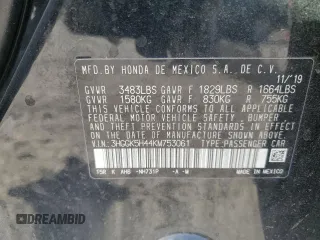 MFD. BY HONDA DE MEXICO S.A. DE C.V.
11/'19
GVWR 3483LBS GAWR F 1829LBS R 1664LBS
GVWR 1580KG GAWR F 830KG R 755KG
THIS VEHICLE CONFORMS TO ALL APPLICABLE
FEDERAL MOTOR VEHICLE SAFETY, BUMPER
AND THEFT PREVENTION STANDARDS IN EFFECT
ON THE DATE OF MANUFACTURE SHOWN ABOVE.
V.I.N.:3HGGK5H44KM753061 TYPE:PASSENGER CAR
AHB -NH731P -A -M MADE IN MEXICO